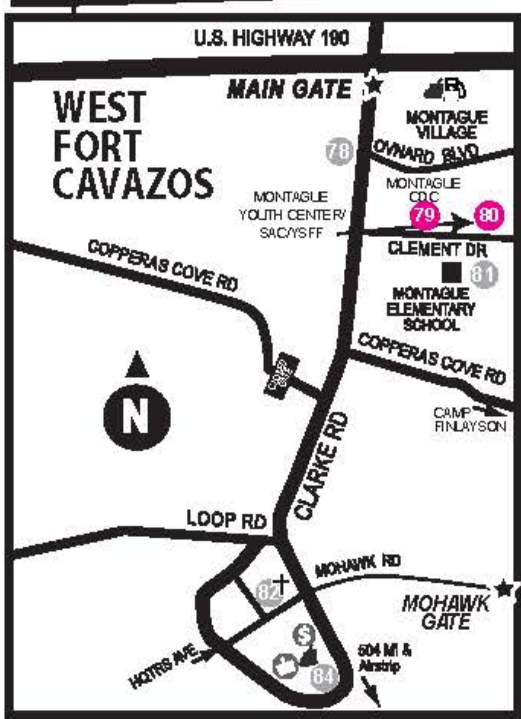 U.S. HIGHWAY 190
WEST
FORT
CAVAZOS
MAIN GATE
MONTAGUE
VILLAGE
78
OVNARD BLVD
MONTAGUE
CDC
79
80
MONTAGUE
YOUTH CENTER/
SAC/YSFF
CLEMENT DR
81
MONTAGUE
ELEMENTARY
SCHOOL
COPPERAS COVE RD
CLOSED
GATE
COPPERAS COVE RD
CAMP
FINLAYSON
N
CLARKE RD
LOOP RD
MOHAWK RD
82
MOHAWK
GATE
$
HQTRS AVE
84
504 MI &
Airstrip